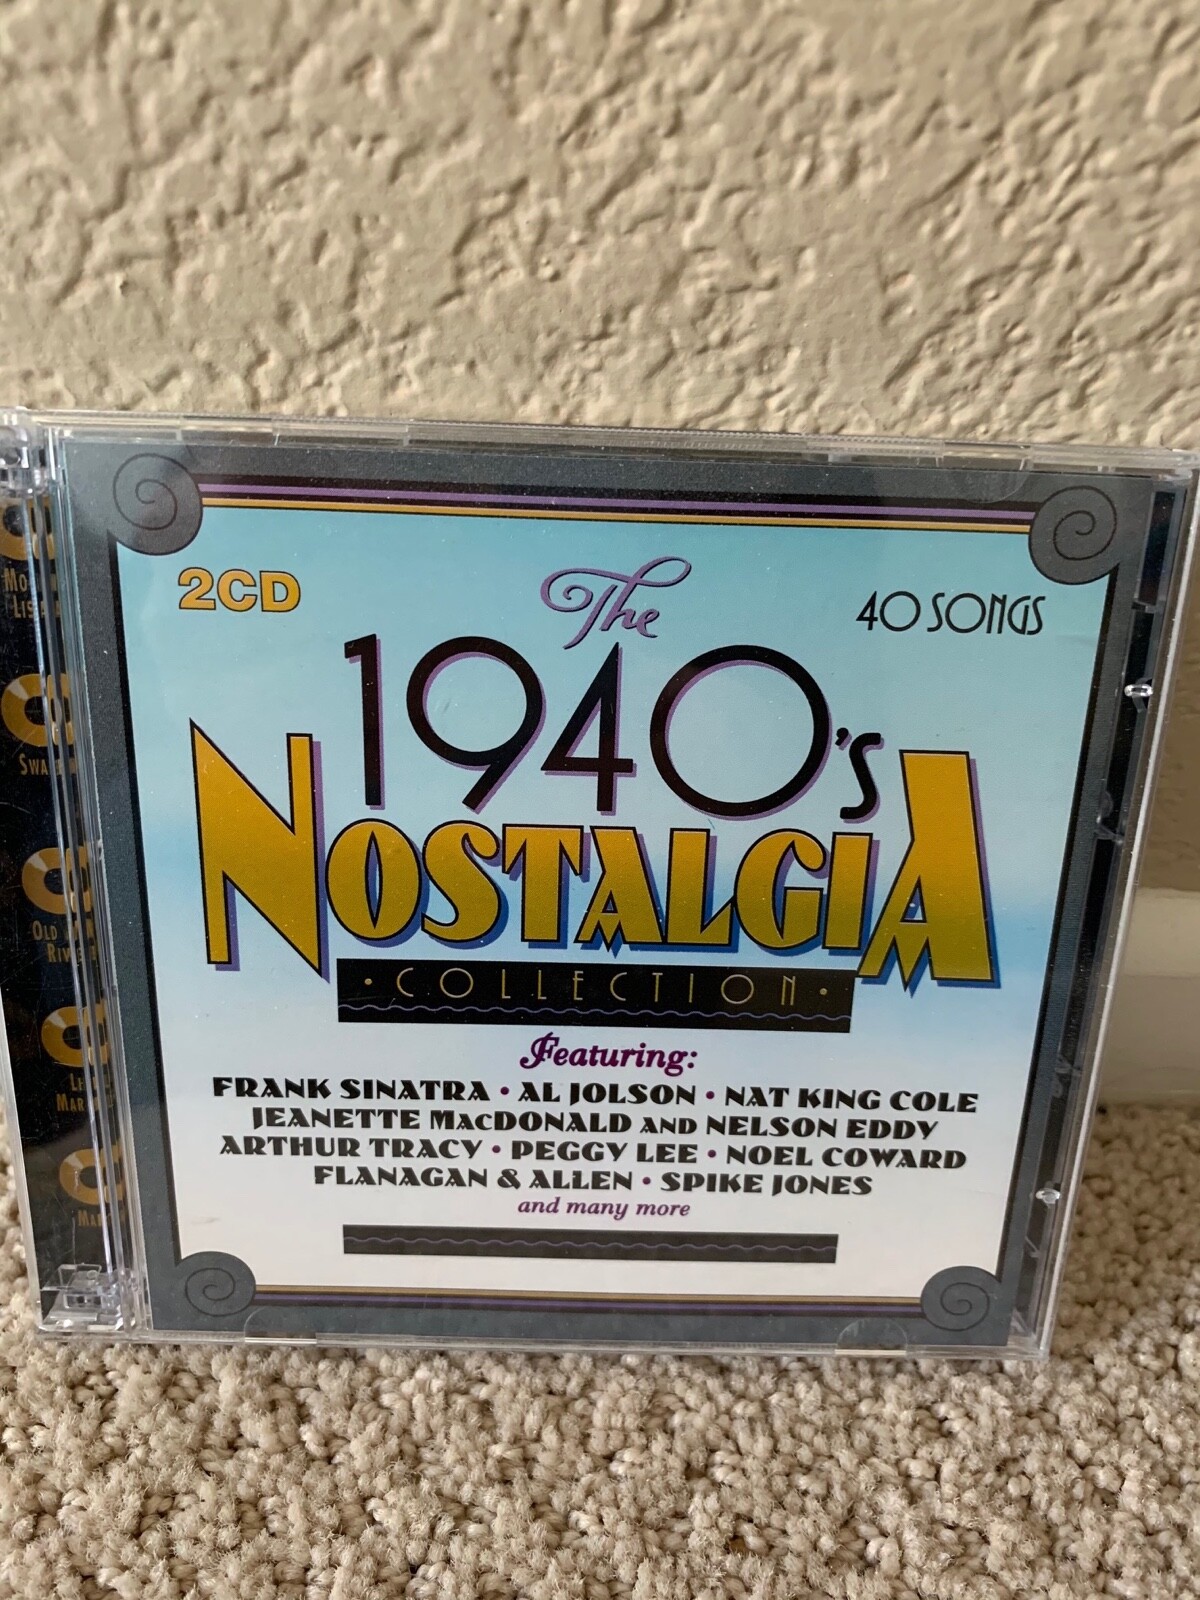 2CD
The
40 SONGS
1940's
NOSTALGIA
·COLLECTION·
Featuring:
FRANK SINATRA • AL JOLSON • NAT KING COLE
JEANETTE MACDONALD AND NELSON EDDY
ARTHUR TRACY • PEGGY LEE • NOEL COWARD
FLANAGAN & ALLEN • SPIKE JONES
and many more
OLD